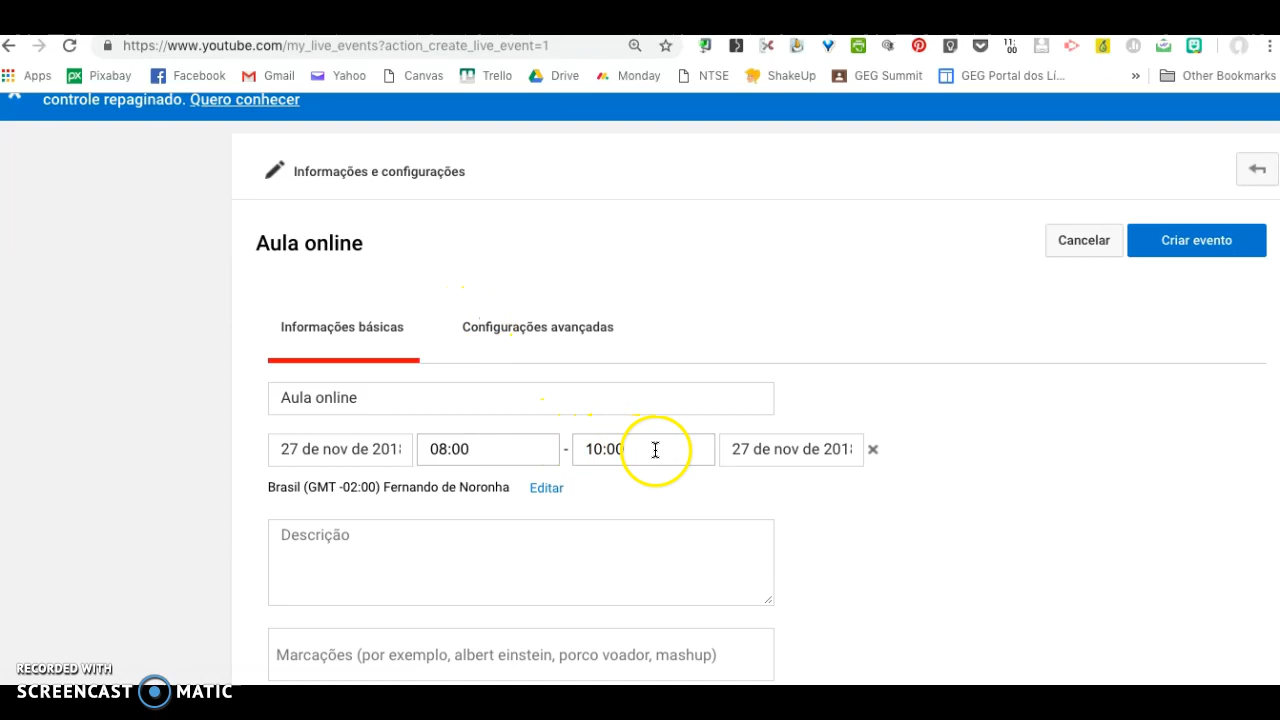 https://www.youtube.com/my_live_events?action_create_live_event=1
11:00
Apps Pixabay Facebook Gmail Yahoo Canvas Trello Drive Monday NTSE ShakeUp GEG Summit GEG Portal dos Lí... » Other Bookmarks
controle repaginado. Quero conhecer
Informações e configurações
Aula online
Cancelar
Criar evento
Informações básicas
Configurações avançadas
Aula online
27 de nov de 2018 08:00 - 10:00 27 de nov de 2018
Brasil (GMT -02:00) Fernando de Noronha Editar
Descrição
Marcações (por exemplo, albert einstein, porco voador, mashup)
RECORDED WITH
SCREENCAST MATIC